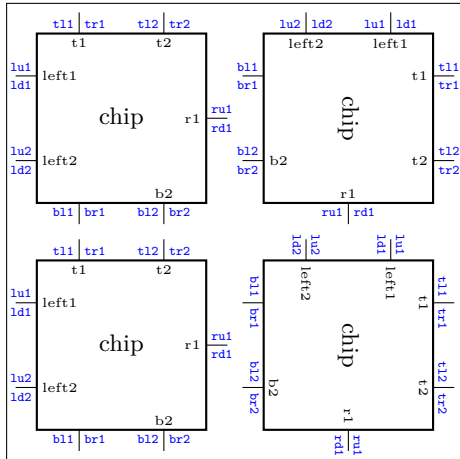 tl1 tr1 tl2 tr2
t1 t2
lu1
ld1
left1
chip
r1
ru1
rd1
lu2
ld2
left2
b2
bl1 br1 bl2 br2
lu2 ld2 lu1 ld1
left2 left1
bl1
br1
t1
tl1
tr1
chip
bl2
br2
b2
t2
tl2
tr2
r1
ru1 rd1
tl1 tr1 tl2 tr2
t1 t2
lu1
ld1
left1
chip
r1
ru1
rd1
lu2
ld2
left2
b2
bl1 br1 bl2 br2
ld2 lu2 ld1 lu1
left2 left1
bl1
br1
t1
tl1
tr1
chip
bl2
br2
b2
t2
tl2
tr2
r1
rd1 ru1